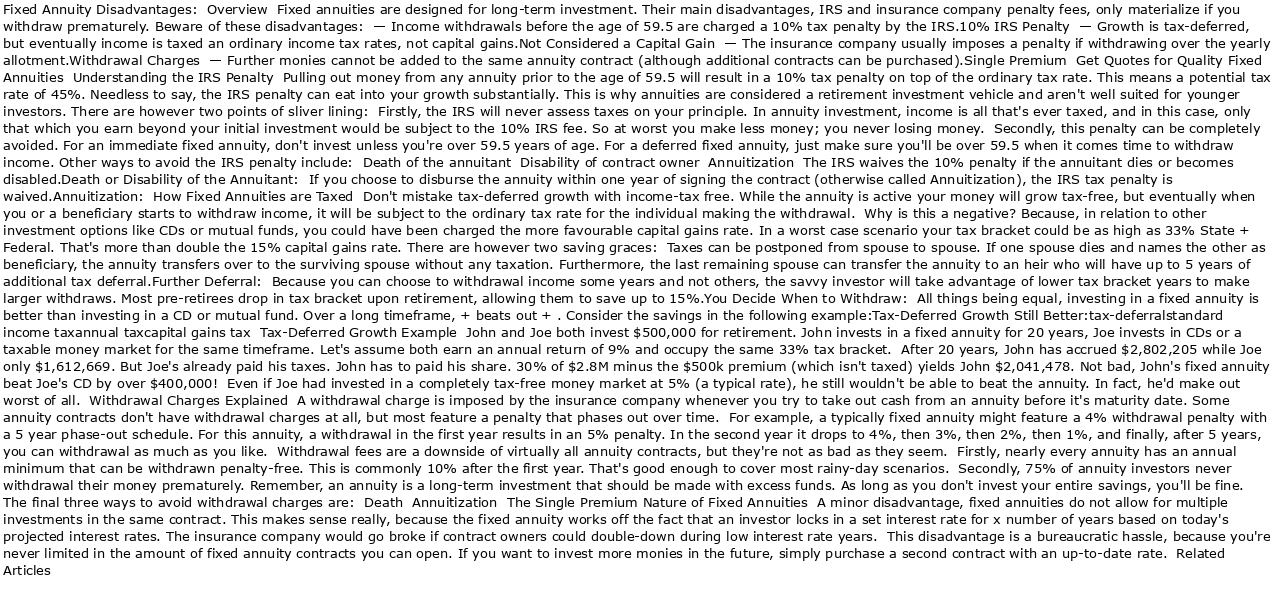 Fixed Annuity Disadvantages:  Overview  Fixed annuities are designed for long-term investment. Their main disadvantages, IRS and insurance company penalty fees, only materialize if you
withdraw prematurely. Beware of these disadvantages:  — Income withdrawals before the age of 59.5 are charged a 10% tax penalty by the IRS.10% IRS Penalty  — Growth is tax-deferred,
but eventually income is taxed an ordinary income tax rates, not capital gains.Not Considered a Capital Gain  — The insurance company usually imposes a penalty if withdrawing over the yearly
allotment.Withdrawal Charges  — Further monies cannot be added to the same annuity contract (although additional contracts can be purchased).Single Premium  Get Quotes for Quality Fixed
Annuities  Understanding the IRS Penalty  Pulling out money from any annuity prior to the age of 59.5 will result in a 10% tax penalty on top of the ordinary tax rate. This means a potential tax
rate of 45%. Needless to say, the IRS penalty can eat into your growth substantially. This is why annuities are considered a retirement investment vehicle and aren't well suited for younger
investors. There are however two points of sliver lining:  Firstly, the IRS will never assess taxes on your principle. In annuity investment, income is all that's ever taxed, and in this case, only
that which you earn beyond your initial investment would be subject to the 10% IRS fee. So at worst you make less money; you never losing money.  Secondly, this penalty can be completely
avoided. For an immediate fixed annuity, don't invest unless you're over 59.5 years of age. For a deferred fixed annuity, just make sure you'll be over 59.5 when it comes time to withdraw
income. Other ways to avoid the IRS penalty include:  Death of the annuitant  Disability of contract owner  Annuitization  The IRS waives the 10% penalty if the annuitant dies or becomes
disabled.Death or Disability of the Annuitant:  If you choose to disburse the annuity within one year of signing the contract (otherwise called Annuitization), the IRS tax penalty is
waived.Annuitization:  How Fixed Annuities are Taxed  Don't mistake tax-deferred growth with income-tax free. While the annuity is active your money will grow tax-free, but eventually when
you or a beneficiary starts to withdraw income, it will be subject to the ordinary tax rate for the individual making the withdrawal.  Why is this a negative? Because, in relation to other
investment options like CDs or mutual funds, you could have been charged the more favourable capital gains rate. In a worst case scenario your tax bracket could be as high as 33% State +
Federal. That's more than double the 15% capital gains rate. There are however two saving graces:  Taxes can be postponed from spouse to spouse. If one spouse dies and names the other as
beneficiary, the annuity transfers over to the surviving spouse without any taxation. Furthermore, the last remaining spouse can transfer the annuity to an heir who will have up to 5 years of
additional tax deferral.Further Deferral:  Because you can choose to withdrawal income some years and not others, the savvy investor will take advantage of lower tax bracket years to make
larger withdraws. Most pre-retirees drop in tax bracket upon retirement, allowing them to save up to 15%.You Decide When to Withdraw:  All things being equal, investing in a fixed annuity is
better than investing in a CD or mutual fund. Over a long timeframe, + beats out + . Consider the savings in the following example:Tax-Deferred Growth Still Better:tax-deferralstandard
income taxannual taxcapital gains tax  Tax-Deferred Growth Example  John and Joe both invest $500,000 for retirement. John invests in a fixed annuity for 20 years, Joe invests in CDs or a
taxable money market for the same timeframe. Let's assume both earn an annual return of 9% and occupy the same 33% tax bracket.  After 20 years, John has accrued $2,802,205 while Joe
only $1,612,669. But Joe's already paid his taxes. John has to paid his share. 30% of $2.8M minus the $500k premium (which isn't taxed) yields John $2,041,478. Not bad, John's fixed annuity
beat Joe's CD by over $400,000!  Even if Joe had invested in a completely tax-free money market at 5% (a typical rate), he still wouldn't be able to beat the annuity. In fact, he'd made out
worst of all.  Withdrawal Charges Explained  A withdrawal charge is imposed by the insurance company whenever you try to take out cash from an annuity before it's maturity date. Some
annuity contracts don't have withdrawal charges at all, but most feature a penalty that phases out over time.  For example, a typically fixed annuity might feature a 4% withdrawal penalty with
a 5 year phase-out schedule. For this annuity, a withdrawal in the first year results in an 5% penalty. In the second year it drops to 4%, then 3%, then 2%, then 1%, and finally, after 5 years,
you can withdrawal as much as you like.  Withdrawal fees are a downside of virtually all annuity contracts, but they're not as bad as they seem.  Firstly, nearly every annuity has an annual
minimum that can be withdrawn penalty-free. This is commonly 10% after the first year. That's good enough to cover most rainy-day scenarios.  Secondly, 75% of annuity investors never
withdrawal their money prematurely. Remember, an annuity is a long-term investment that should be made with excess funds. As long as you don't invest your entire savings, you'll be fine.
The final three ways to avoid withdrawal charges are:  Death  Annuitization  The Single Premium Nature of Fixed Annuities  A minor disadvantage, fixed annuities do not allow for multiple
investments in the same contract. This makes sense really, because the fixed annuity works off the fact that an investor locks in a set interest rate for x number of years based on today's
projected interest rates. The insurance company would go broke if contract owners could double-down during low interest rate years.  This disadvantage is a bureaucratic hassle, because you're
never limited in the amount of fixed annuity contracts you can open. If you want to invest more monies in the future, simply purchase a second contract with an up-to-date rate.  Related
Articles